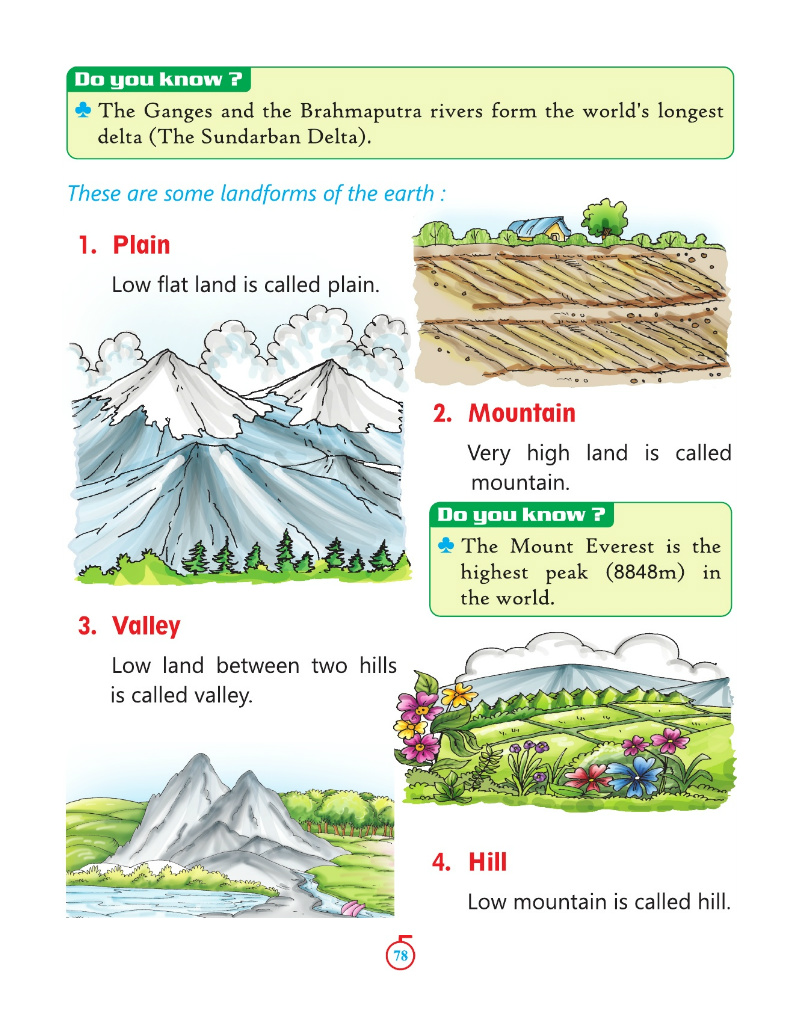 Do you know ?
♣ The Ganges and the Brahmaputra rivers form the world's longest
delta (The Sundarban Delta).
These are some landforms of the earth :
1. Plain
Low flat land is called plain.
2. Mountain
Very high land is called
mountain.
Do you know ?
♣ The Mount Everest is the
highest peak (8848m) in
the world.
3. Valley
Low land between two hills
is called valley.
4. Hill
Low mountain is called hill.
78